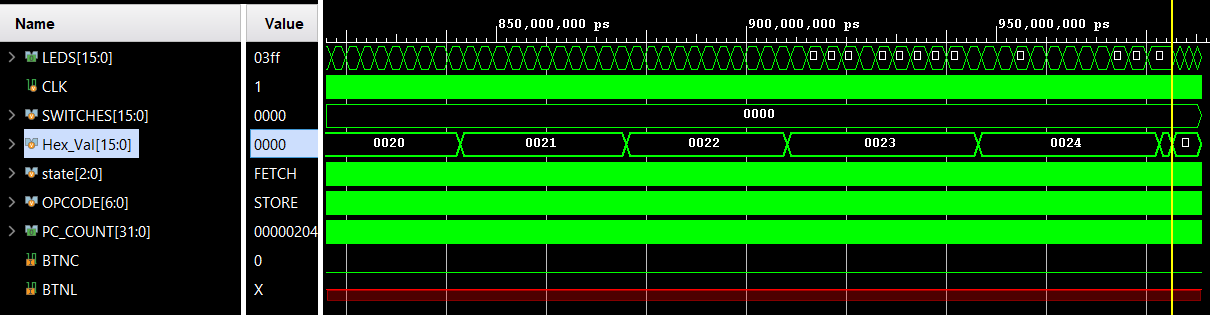 Name Value
850,000,000 ps 900,000,000 ps 950,000,000 ps
LEDS[15:0] 03ff
CLK 1
SWITCHES[15:0] 0000 0000
Hex_Val[15:0] 0000 0020 0021 0022 0023 0024
state[2:0] FETCH
OPCODE[6:0] STORE
PC_COUNT[31:0] 00000204
BTNC 0
BTNL X